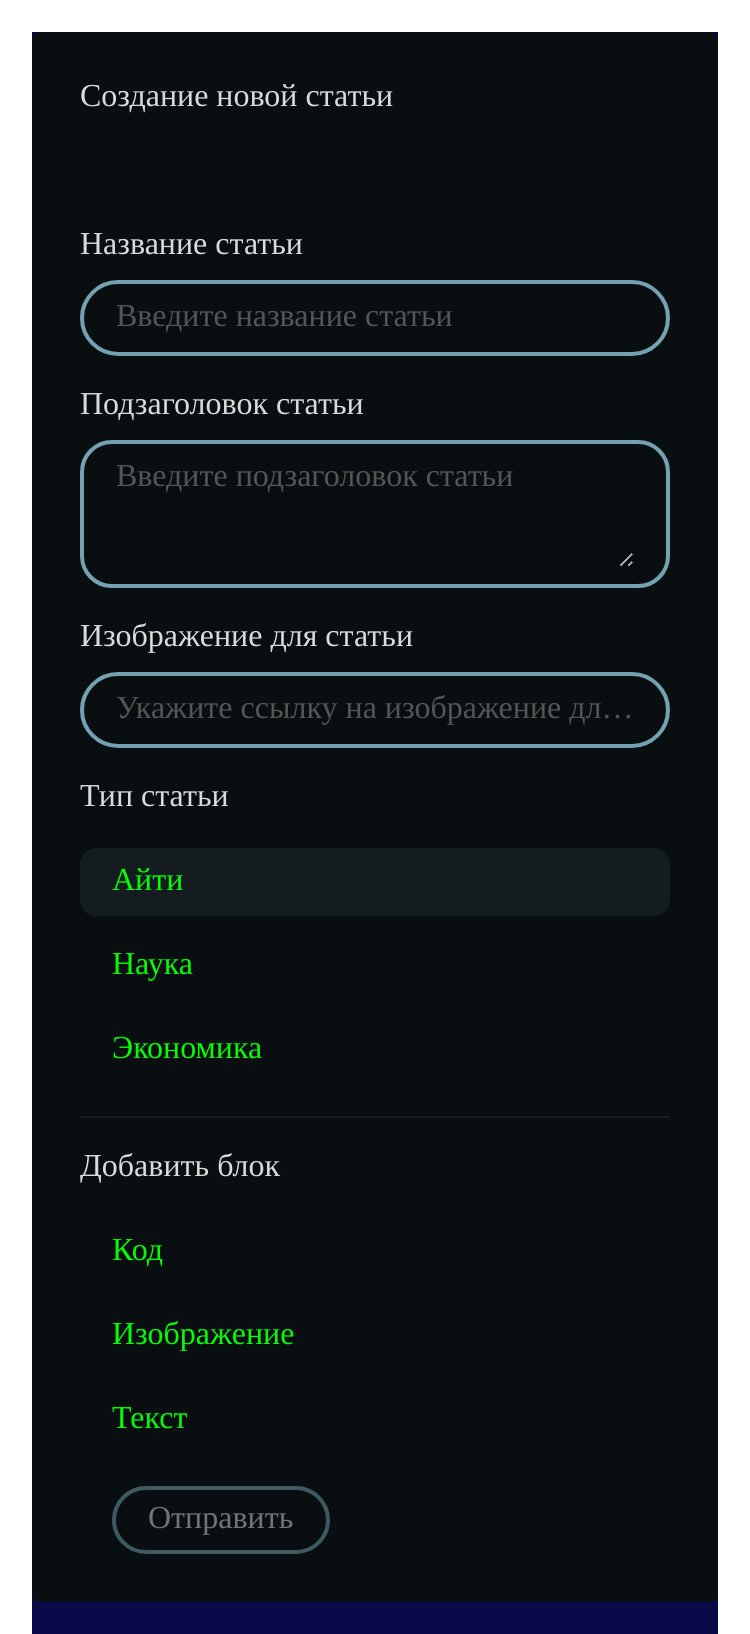 Создание новой статьи
Название статьи
Введите название статьи
Подзаголовок статьи
Введите подзаголовок статьи
Изображение для статьи
Укажите ссылку на изображение дл…
Тип статьи
Айти
Наука
Экономика
Добавить блок
Код
Изображение
Текст
Отправить